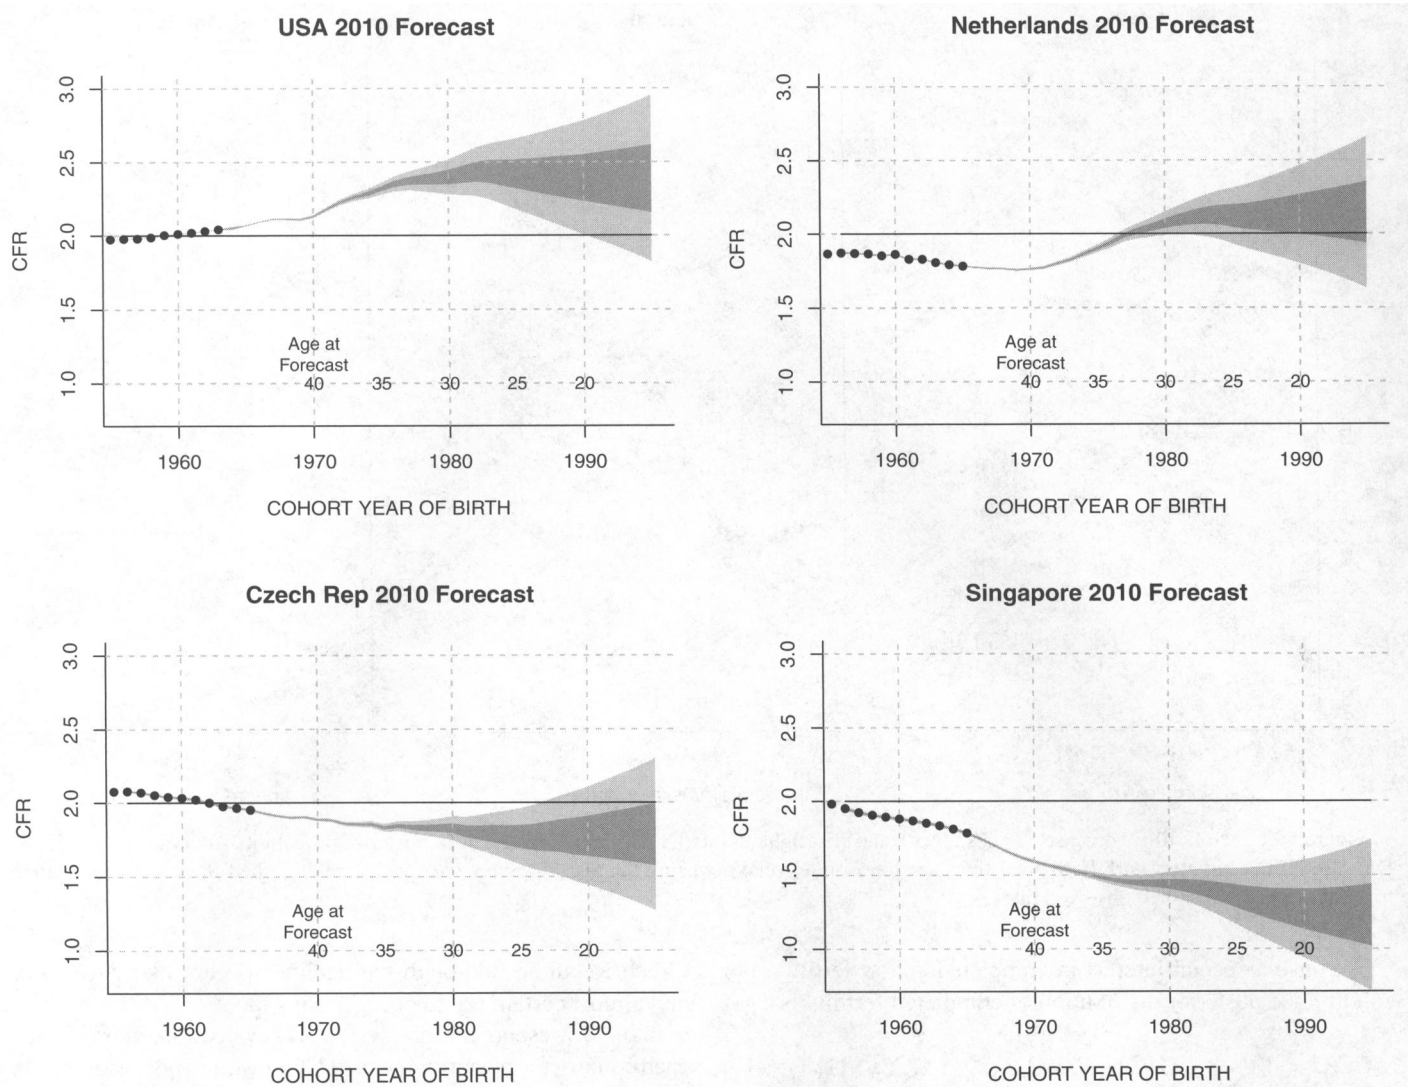 USA 2010 Forecast
3.0
2.5
2.0
1.5
1.0
CFR
Age at
Forecast
40 35 30 25 20
1960 1970 1980 1990
COHORT YEAR OF BIRTH
Netherlands 2010 Forecast
3.0
2.5
2.0
1.5
1.0
CFR
Age at
Forecast
40 35 30 25 20
1960 1970 1980 1990
COHORT YEAR OF BIRTH
Czech Rep 2010 Forecast
3.0
2.5
2.0
1.5
1.0
CFR
Age at
Forecast
40 35 30 25 20
1960 1970 1980 1990
COHORT YEAR OF BIRTH
Singapore 2010 Forecast
3.0
2.5
2.0
1.5
1.0
CFR
Age at
Forecast
40 35 30 25 20
1960 1970 1980 1990
COHORT YEAR OF BIRTH